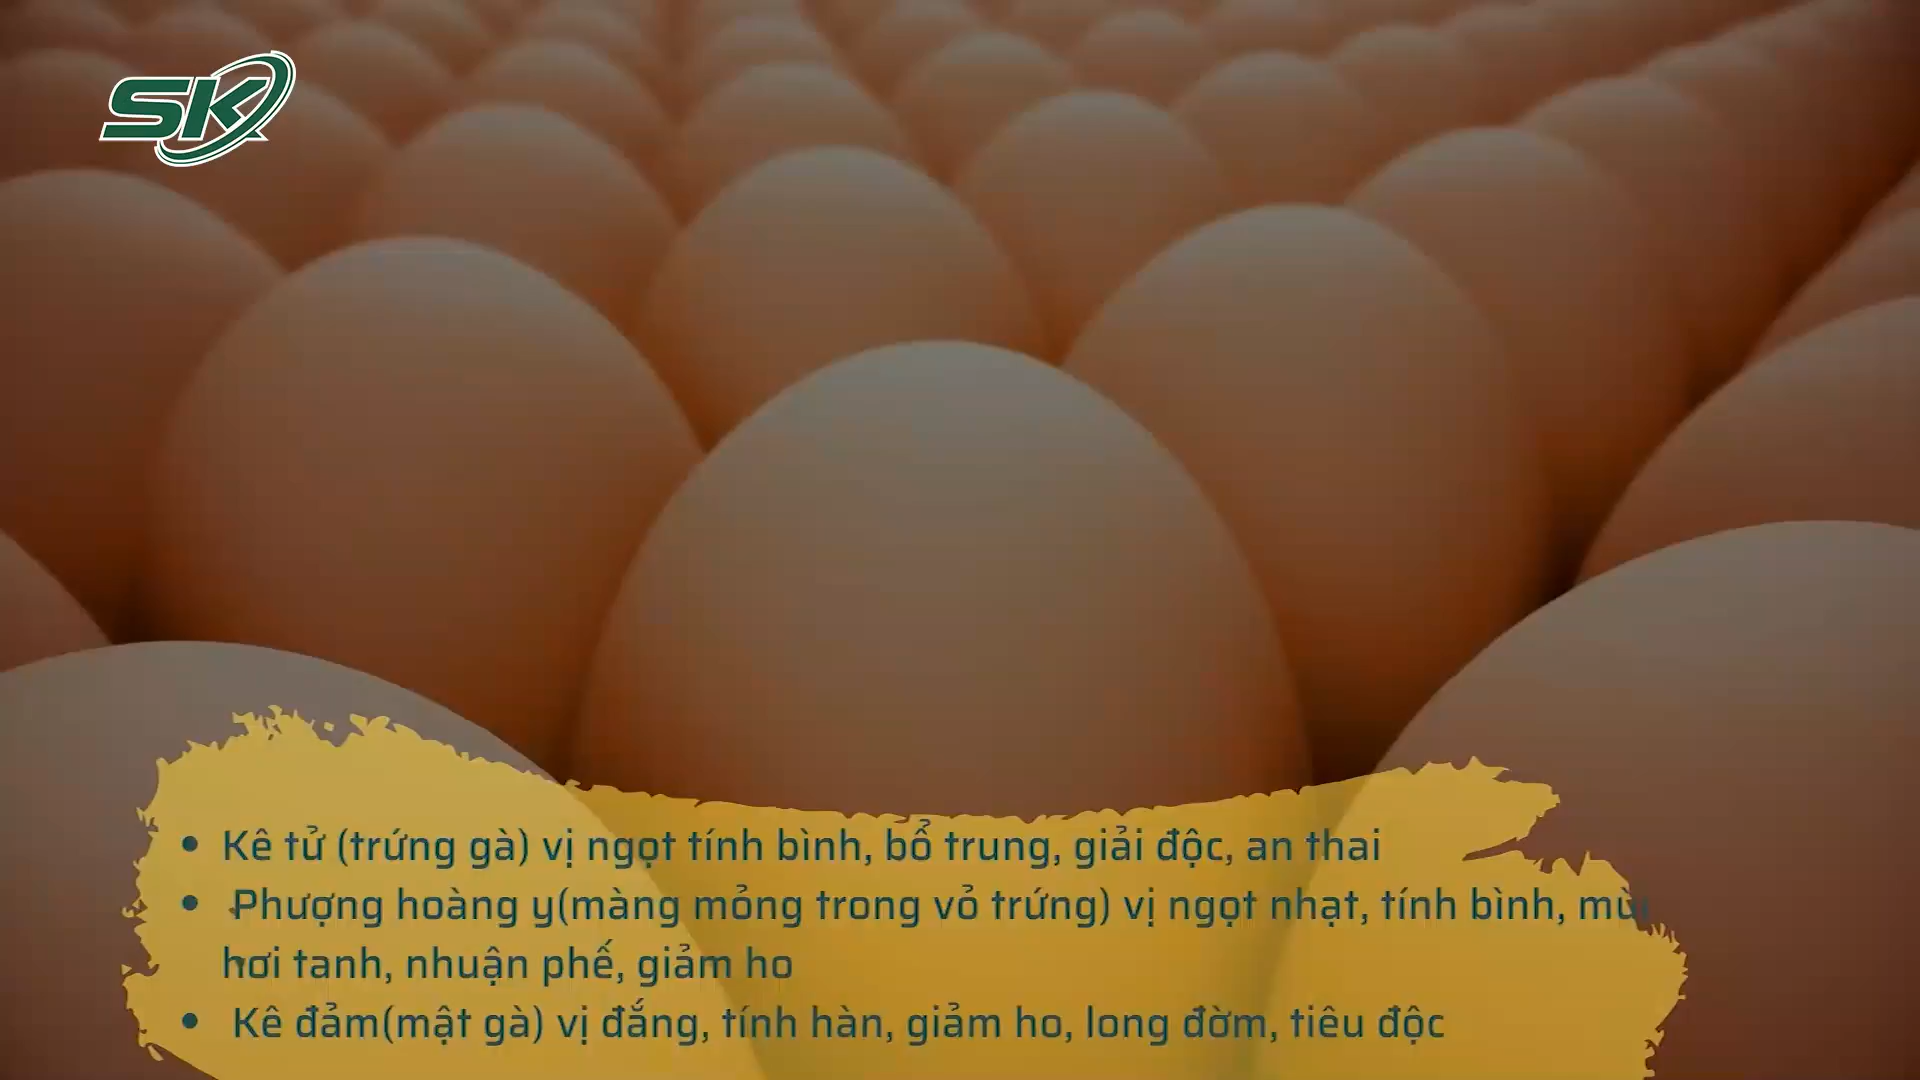 SK
• Kê tử (trứng gà) vị ngọt tính bình, bổ trung, giải độc, an thai
• Phượng hoàng y(màng mỏng trong vỏ trứng) vị ngọt nhạt, tính bình, mùi
hơi tanh, nhuận phế, giảm ho
• Kê đảm(mật gà) vị đắng, tính hàn, giảm ho, long đờm, tiêu độc